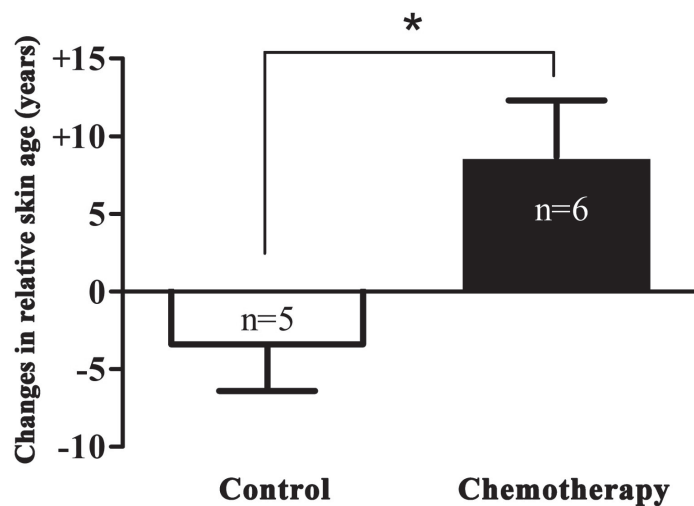 Changes in relative skin age (years)
+15
+10
5
0
-5
-10
*
n=5
n=6
Control
Chemotherapy